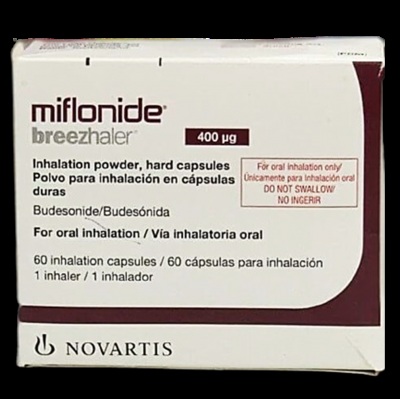 miflonide®
breezhaler®
400 µg
Inhalation powder, hard capsules
Polvo para inhalación en cápsulas
duras
Budesonide/Budesónida
For oral inhalation / Vía inhalatoria oral
60 inhalation capsules / 60 cápsulas para inhalación
1 inhaler / 1 inhalador
For oral inhalation only/
Únicamente para Inhalación oral
DO NOT SWALLOW/
NO INGERIR
NOVARTIS